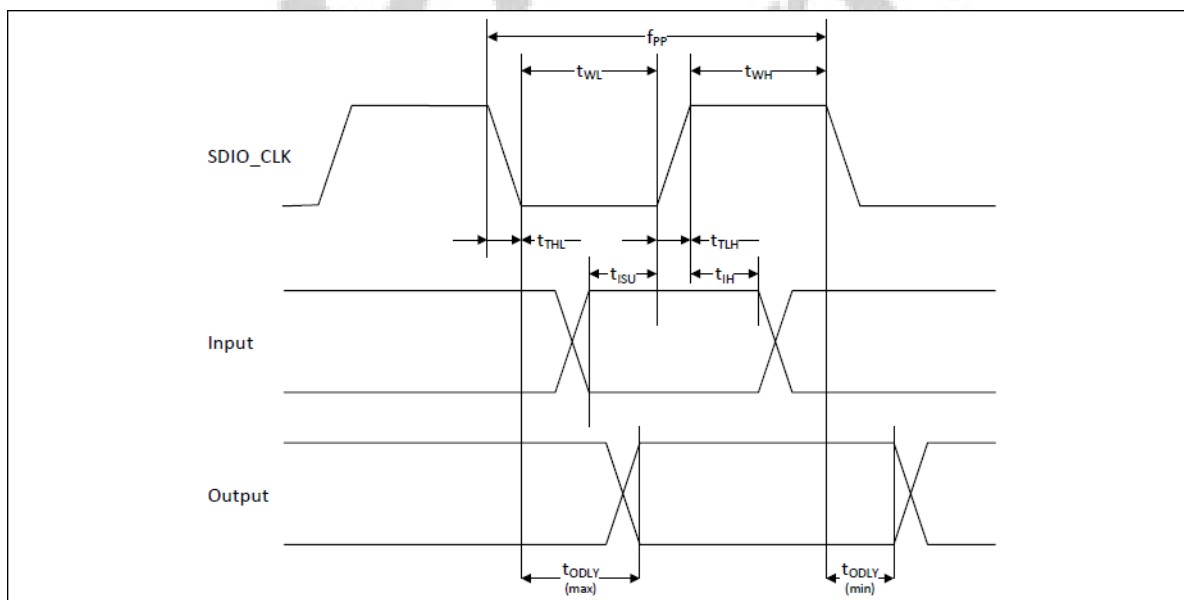 fPP
tWL
tWH
SDIO_CLK
tTHL
tTLH
tISU
tIH
Input
Output
tODLY
(max)
tODLY
(min)